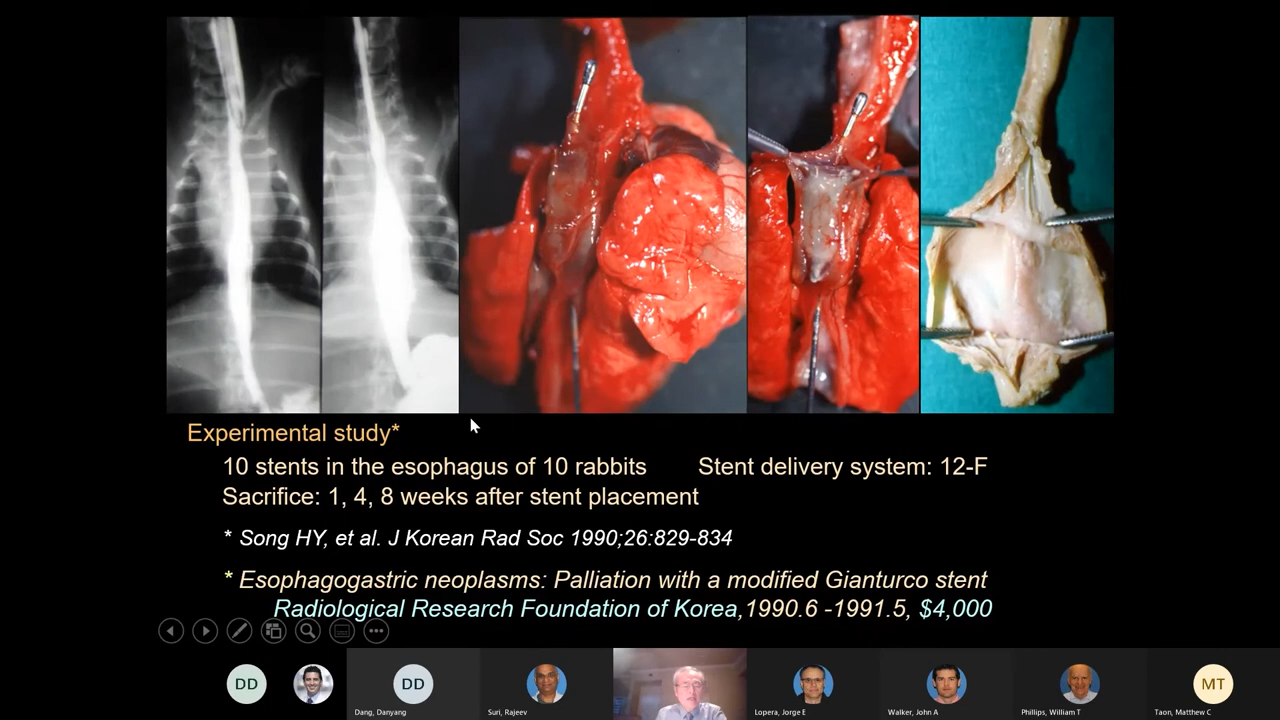 Experimental study*
10 stents in the esophagus of 10 rabbits Stent delivery system: 12-F
Sacrifice: 1, 4, 8 weeks after stent placement
* Song HY, et al. J Korean Rad Soc 1990;26:829-834
* Esophagogastric neoplasms: Palliation with a modified Gianturco stent
Radiological Research Foundation of Korea,1990.6 -1991.5, $4,000
DD
DD
MT
Dang, Danyang
Suri, Rajeev
Lopera, Jorge E
Walker, John A
Phillips, William T
Taon, Matthew C